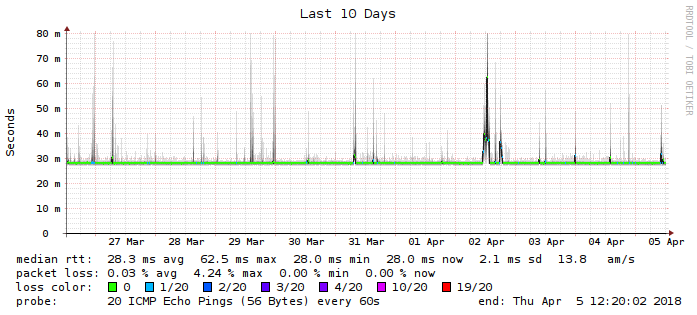 Last 10 Days
RRDTOOL / TOBI OETIKER
Seconds
80 m
70 m
60 m
50 m
40 m
30 m
20 m
10 m
0
27 Mar 28 Mar 29 Mar 30 Mar 31 Mar 01 Apr 02 Apr 03 Apr 04 Apr 05 Apr
median rtt: 28.3 ms avg 62.5 ms max 28.0 ms min 28.0 ms now 2.1 ms sd 13.8 am/s
packet loss: 0.03 % avg 4.24 % max 0.00 % min 0.00 % now
loss color: 0 1/20 2/20 3/20 4/20 10/20 19/20
probe: 20 ICMP Echo Pings (56 Bytes) every 60s end: Thu Apr 5 12:20:02 2018